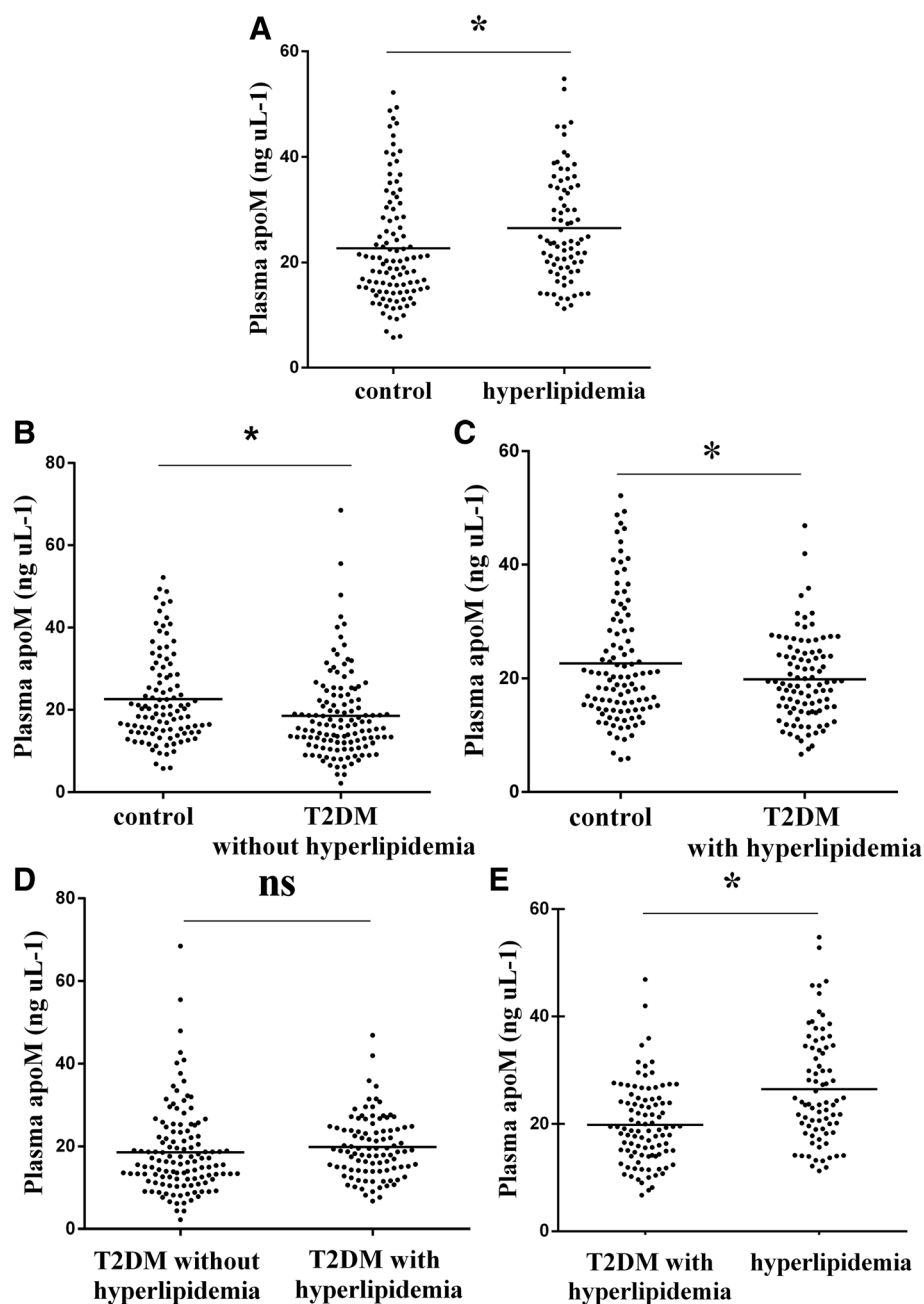 A
*
60
40
20
0
Plasma apoM (ng uL-1)
control
hyperlipidemia
B
*
80
60
40
20
0
Plasma apoM (ng uL-1)
control
T2DM
without hyperlipidemia
C
*
60
40
20
0
Plasma apoM (ng uL-1)
control
T2DM
with hyperlipidemia
D
ns
80
60
40
20
0
Plasma apoM (ng uL-1)
T2DM without
hyperlipidemia
T2DM with
hyperlipidemia
E
*
60
40
20
0
Plasma apoM (ng uL-1)
T2DM with
hyperlipidemia
hyperlipidemia